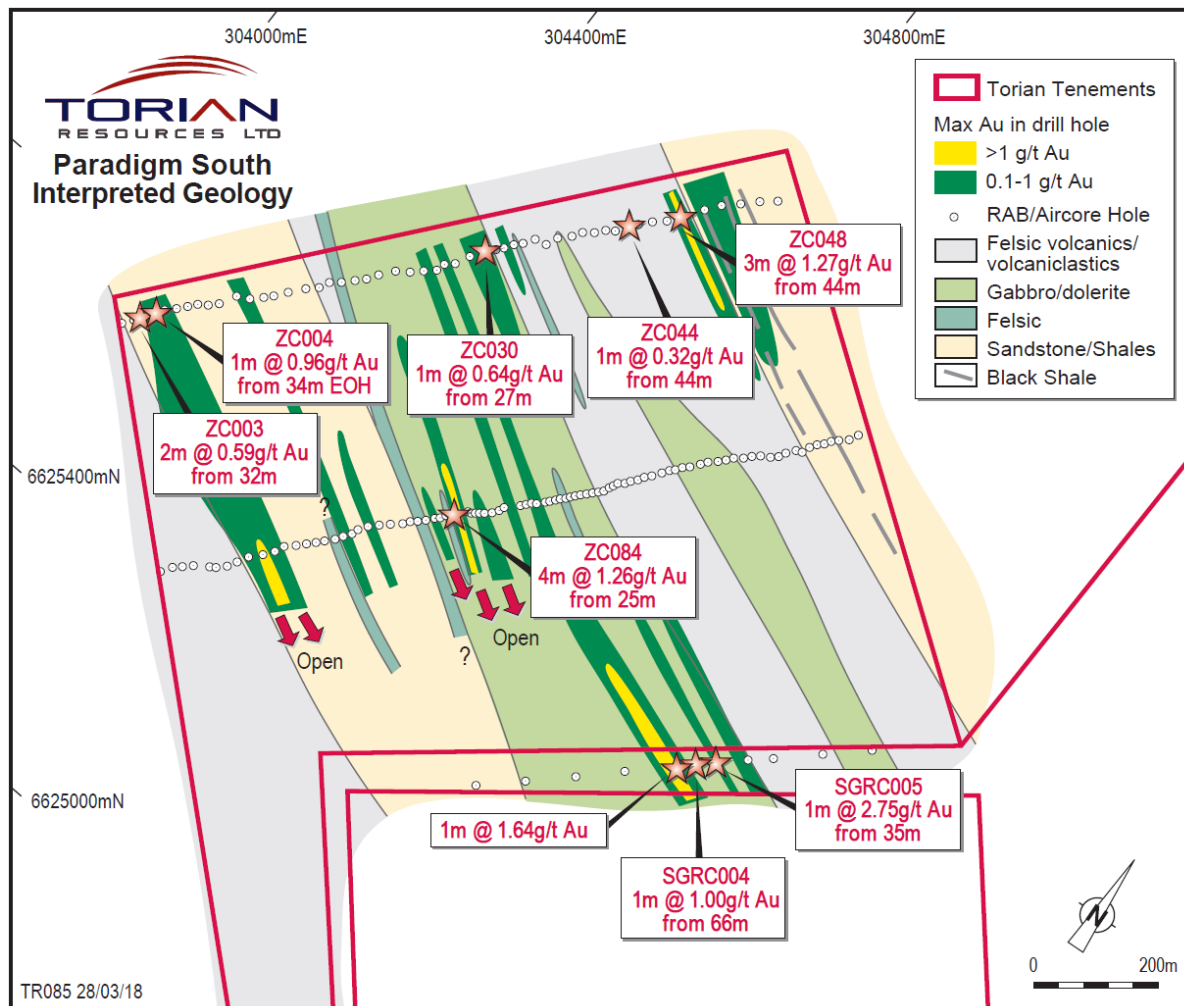 304000mE
304400mE
304800mE
TORIAN
RESOURCES LTD
Paradigm South
Interpreted Geology
Torian Tenements
Max Au in drill hole
>1 g/t Au
0.1-1 g/t Au
RAB/Aircore Hole
Felsic volcanics/
volcaniclastics
Gabbro/dolerite
Felsic
Sandstone/Shales
Black Shale
ZC048
3m @ 1.27g/t Au
from 44m
ZC004
1m @ 0.96g/t Au
from 34m EOH
ZC030
1m @ 0.64g/t Au
from 27m
ZC044
1m @ 0.32g/t Au
from 44m
ZC003
2m @ 0.59g/t Au
from 32m
6625400mN
?
ZC084
4m @ 1.26g/t Au
from 25m
Open
Open
?
6625000mN
1m @ 1.64g/t Au
SGRC005
1m @ 2.75g/t Au
from 35m
SGRC004
1m @ 1.00g/t Au
from 66m
N
0 200m
TR085 28/03/18